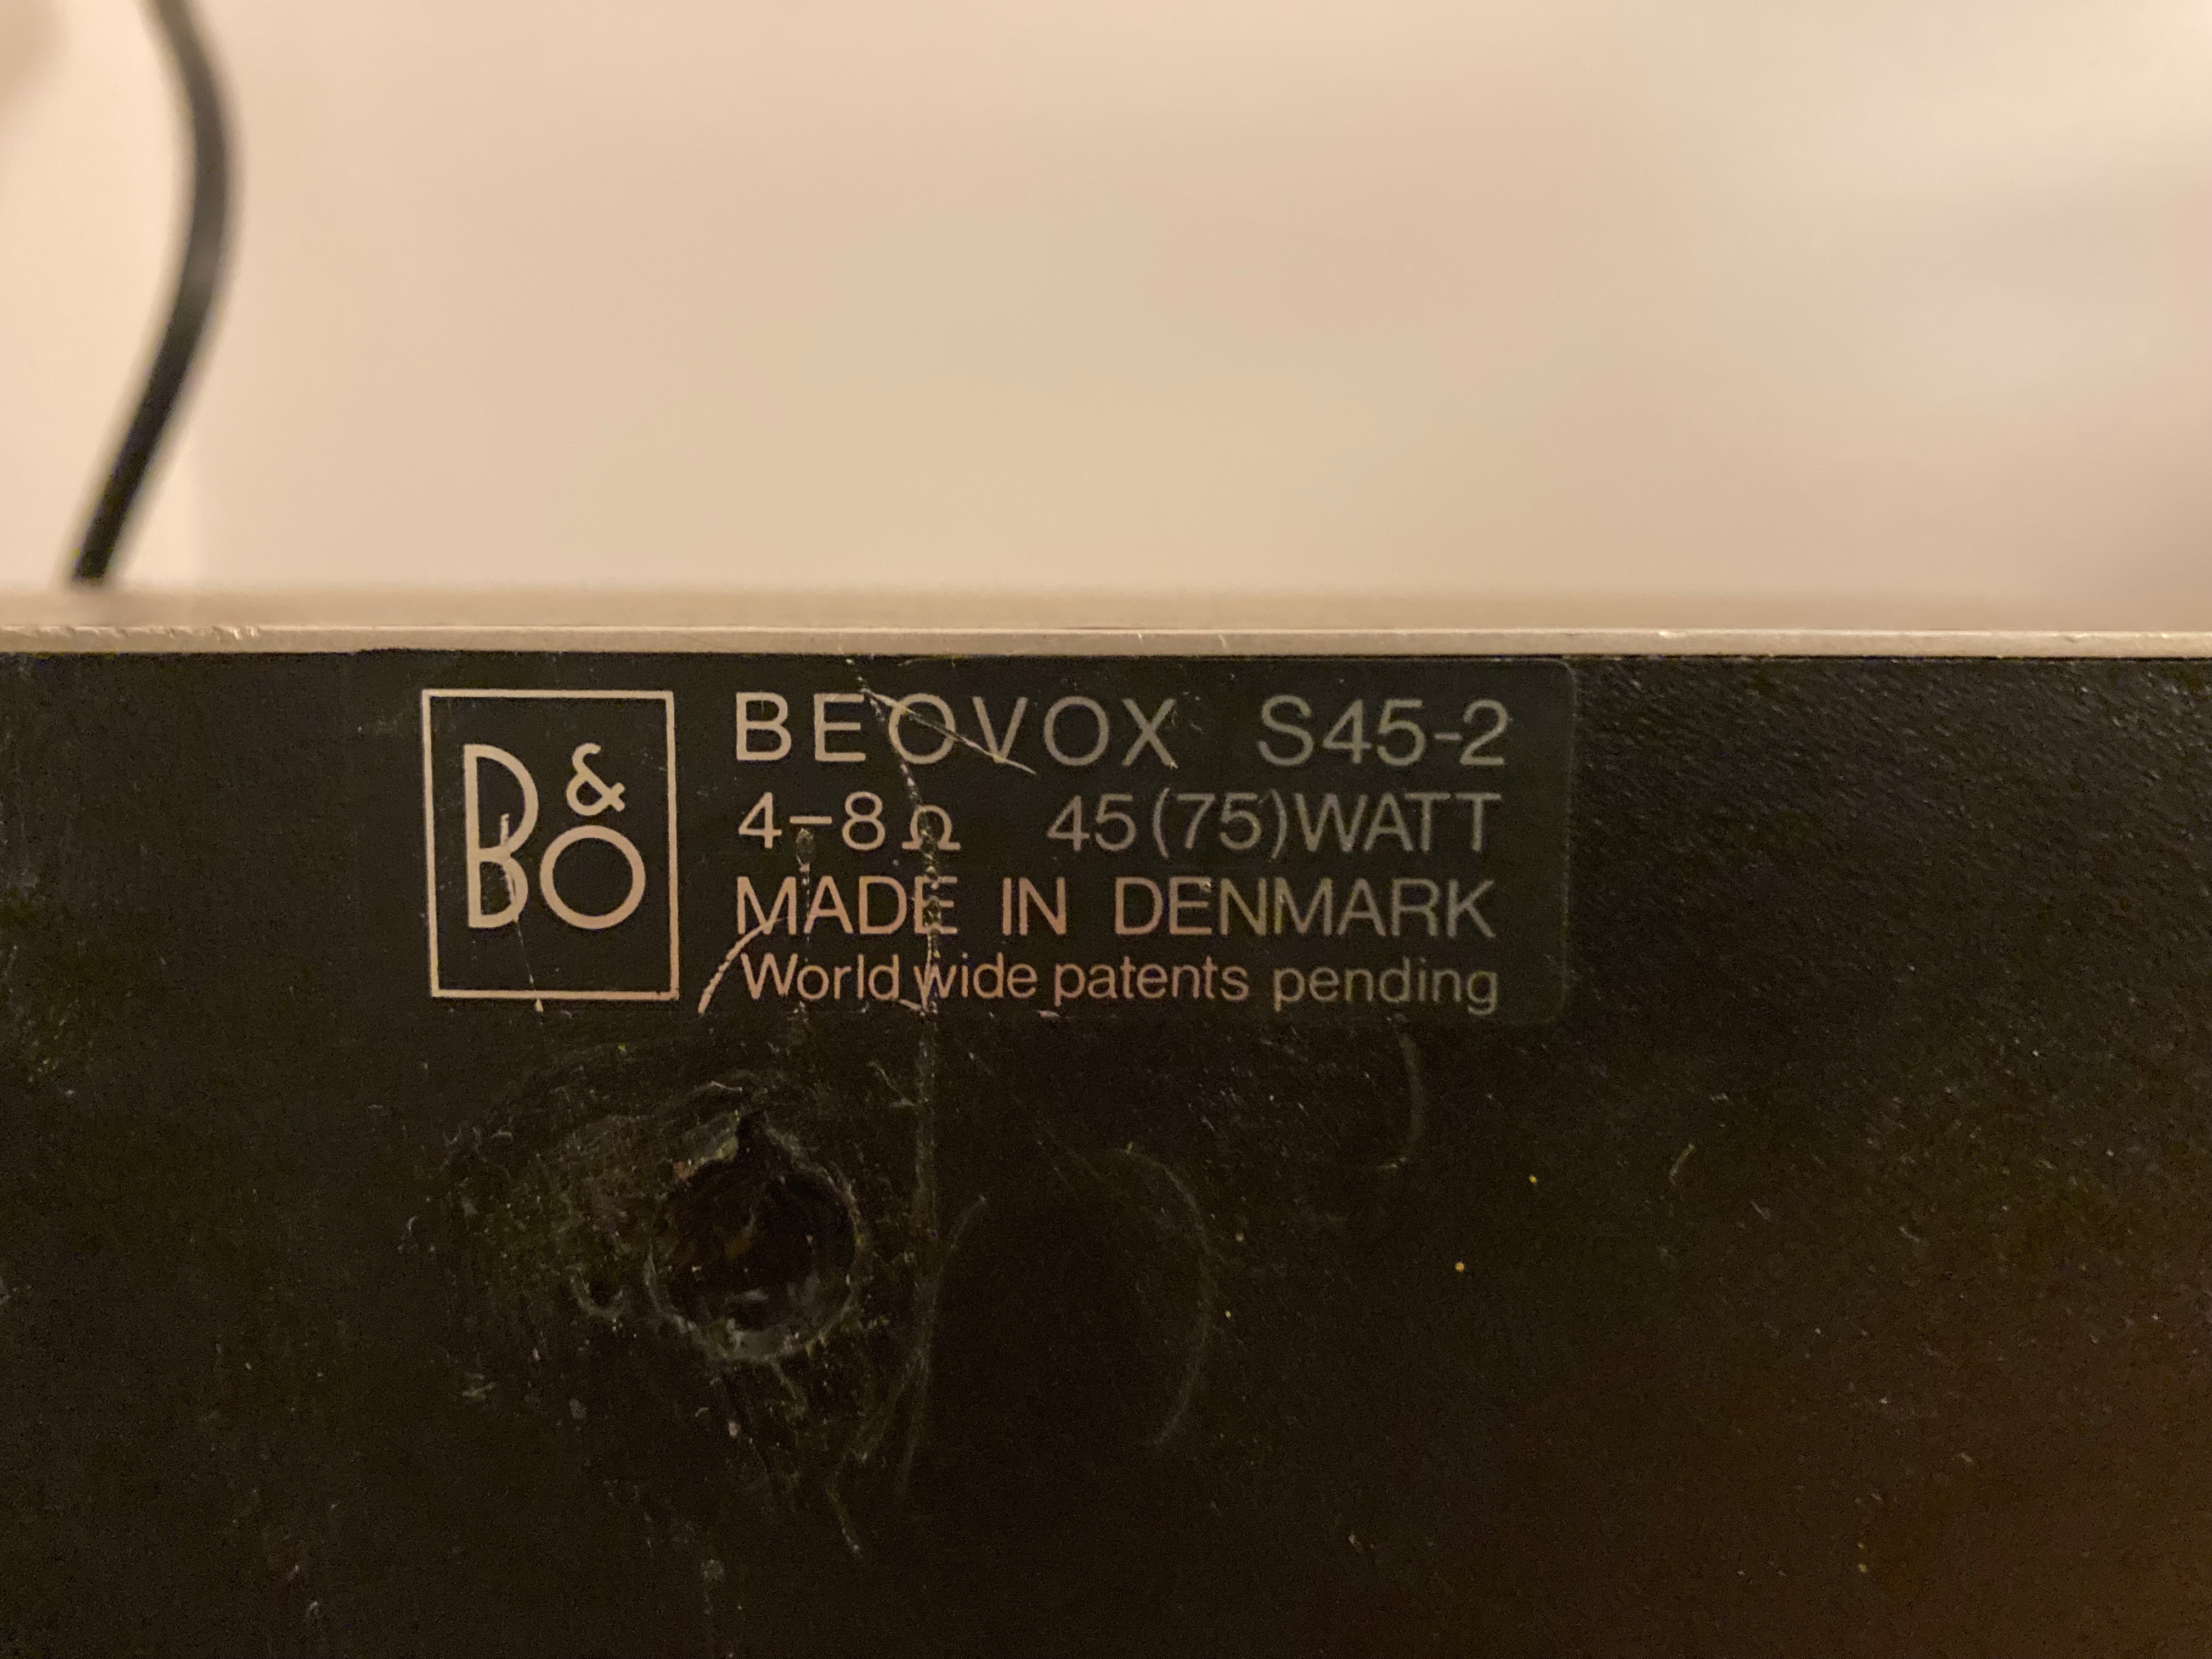 B&O
BEOVOX S45-2
4-8Ω 45(75)WATT
MADE IN DENMARK
World wide patents pending